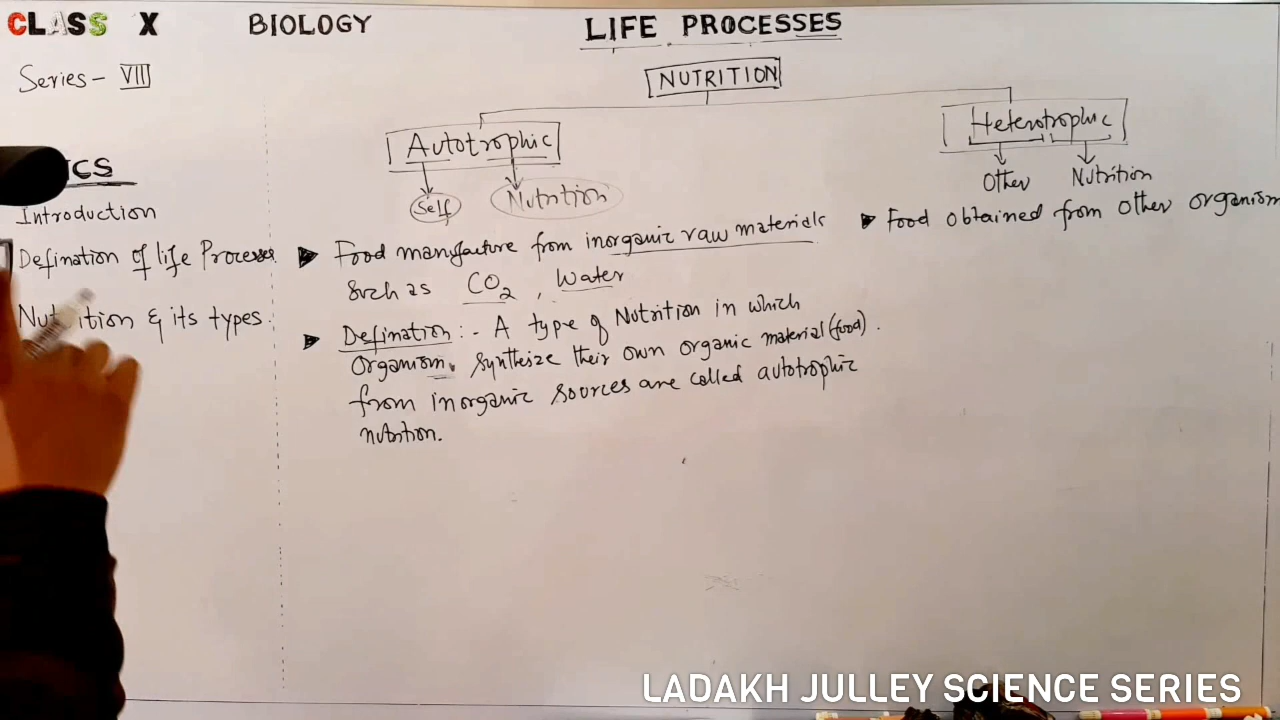 CLASS X BIOLOGY LIFE PROCESSES
Series - VII
NUTRITION
Autotrophic
Heterotrophic
Self Nutrition
Other Nutrition
Introduction
Defination of life Processes
Nutrition & its types.
Food manufacture from inorganic raw materials
such as CO2, Water
Defination :- A type of Nutrition in which
Organism. synthesize their own organic material (food).
from inorganic sources are called autotrophic
nutrition.
Food obtained from other organism
LADAKH JULLEY SCIENCE SERIES